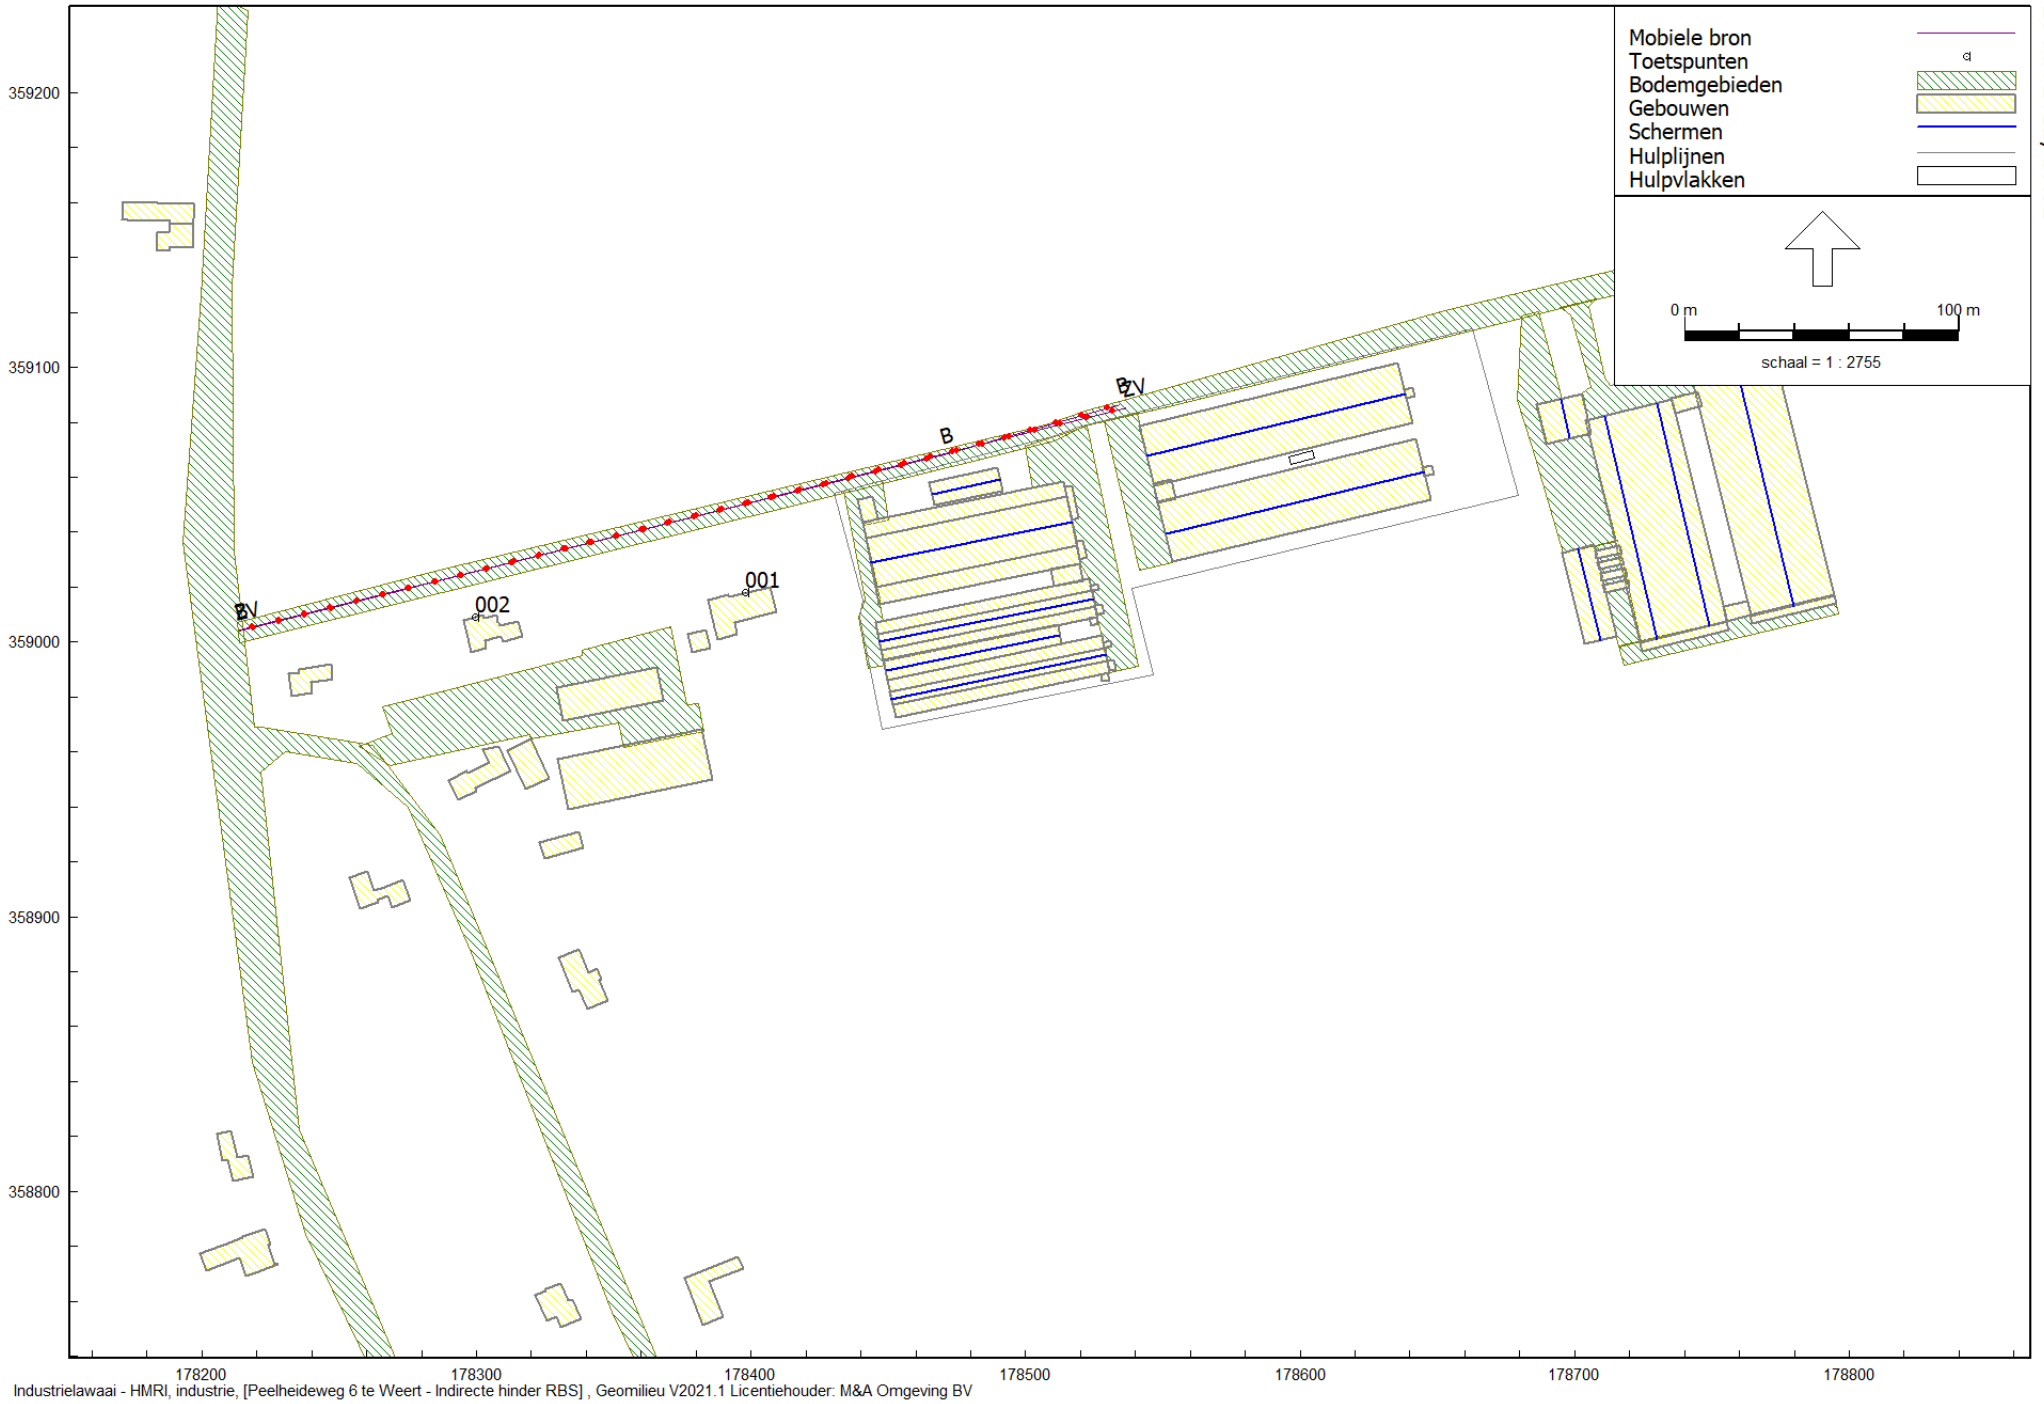 Mobiele bron
Toetspunten
Bodemgebieden
Gebouwen
Schermen
Hulplijnen
Hulpvlakken
0 m 100 m
schaal = 1 : 2755
359200
359100
359000
358900
358800
B
ZV
B
001
002
178200 178300 178400 178500 178600 178700 178800
Industrielawaai - HMRI, industrie, [Peelheideweg 6 te Weert - Indirecte hinder RBS] , Geomilieu V2021.1 Licentiehouder: M&A Omgeving BV